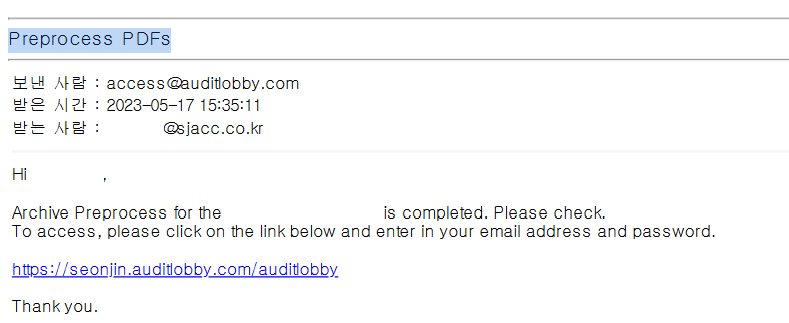 Preprocess PDFs
보낸 사람 : access@auditlobby.com
받은 시간 : 2023-05-17 15:35:11
받는 사람 : @sjacc.co.kr
Hi ,
Archive Preprocess for the is completed. Please check.
To access, please click on the link below and enter in your email address and password.
https://seonjin.auditlobby.com/auditlobby
Thank you.